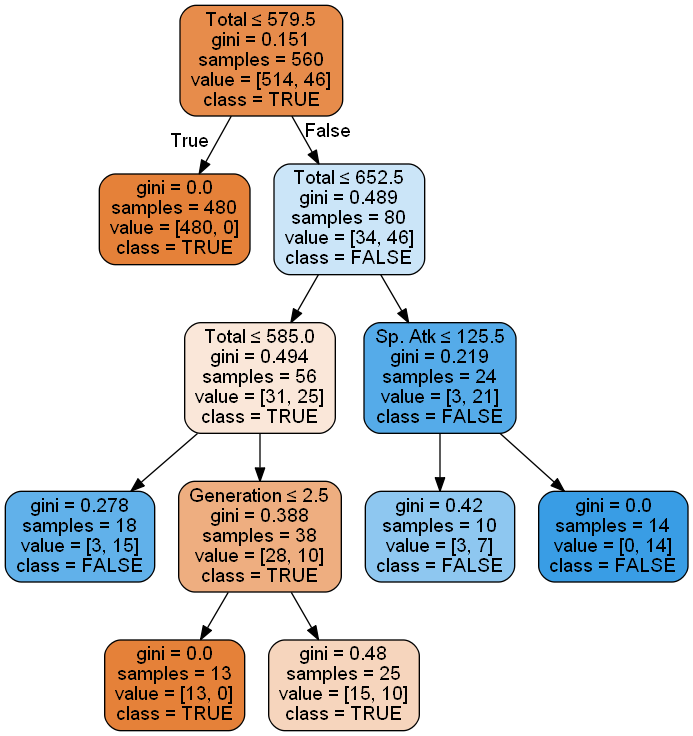 Total ≤ 579.5
gini = 0.151
samples = 560
value = [514, 46]
class = TRUE
True
False
gini = 0.0
samples = 480
value = [480, 0]
class = TRUE
Total ≤ 652.5
gini = 0.489
samples = 80
value = [34, 46]
class = FALSE
Total ≤ 585.0
gini = 0.494
samples = 56
value = [31, 25]
class = TRUE
Sp. Atk ≤ 125.5
gini = 0.219
samples = 24
value = [3, 21]
class = FALSE
gini = 0.278
samples = 18
value = [3, 15]
class = FALSE
Generation ≤ 2.5
gini = 0.388
samples = 38
value = [28, 10]
class = TRUE
gini = 0.42
samples = 10
value = [3, 7]
class = FALSE
gini = 0.0
samples = 14
value = [0, 14]
class = FALSE
gini = 0.0
samples = 13
value = [13, 0]
class = TRUE
gini = 0.48
samples = 25
value = [15, 10]
class = TRUE